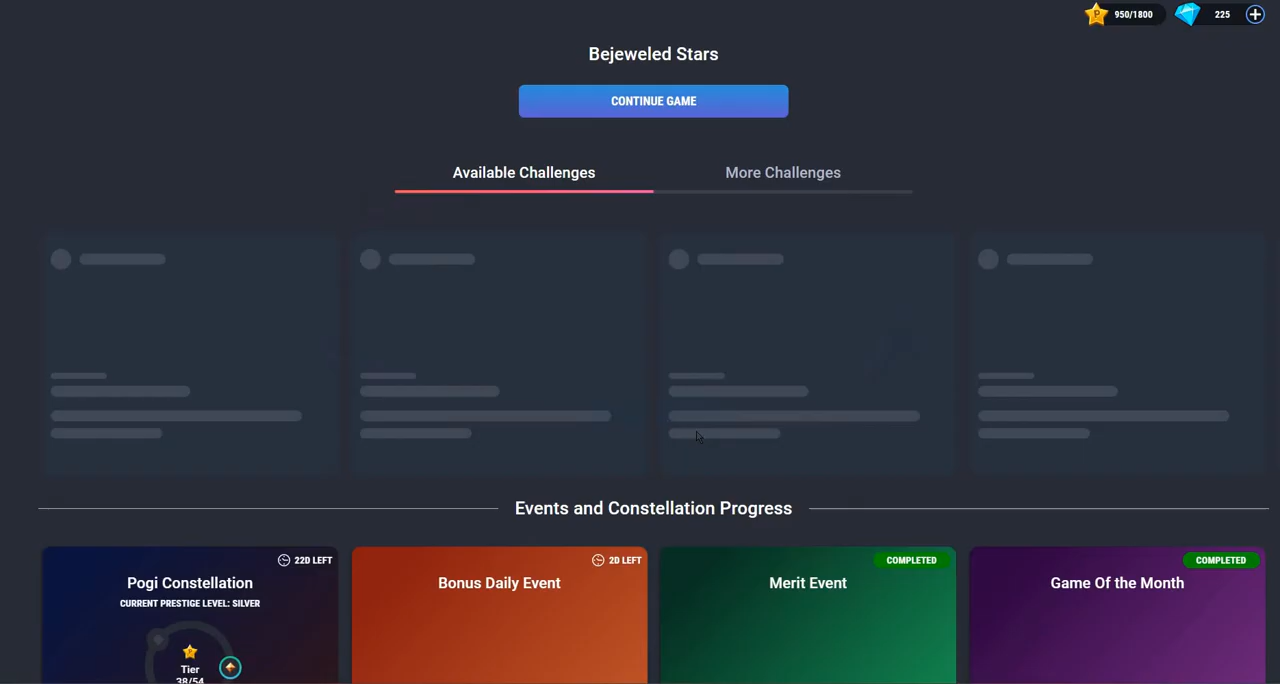 950/1800
225
Bejeweled Stars
CONTINUE GAME
Available Challenges
More Challenges
Events and Constellation Progress
22D LEFT
Pogi Constellation
CURRENT PRESTIGE LEVEL: SILVER
P
Tier
38/54
2D LEFT
Bonus Daily Event
COMPLETED
Merit Event
COMPLETED
Game Of the Month